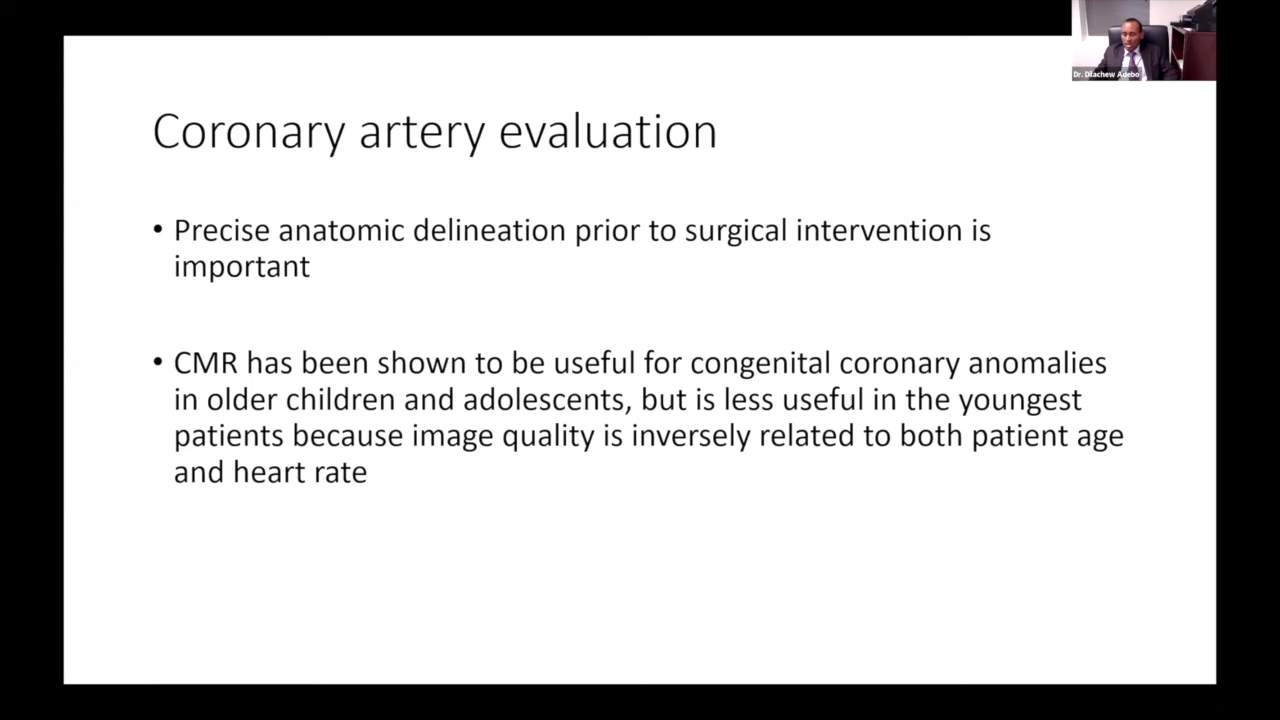 Dr. Dilachew Adebo
Coronary artery evaluation
• Precise anatomic delineation prior to surgical intervention is
important
• CMR has been shown to be useful for congenital coronary anomalies
in older children and adolescents, but is less useful in the youngest
patients because image quality is inversely related to both patient age
and heart rate